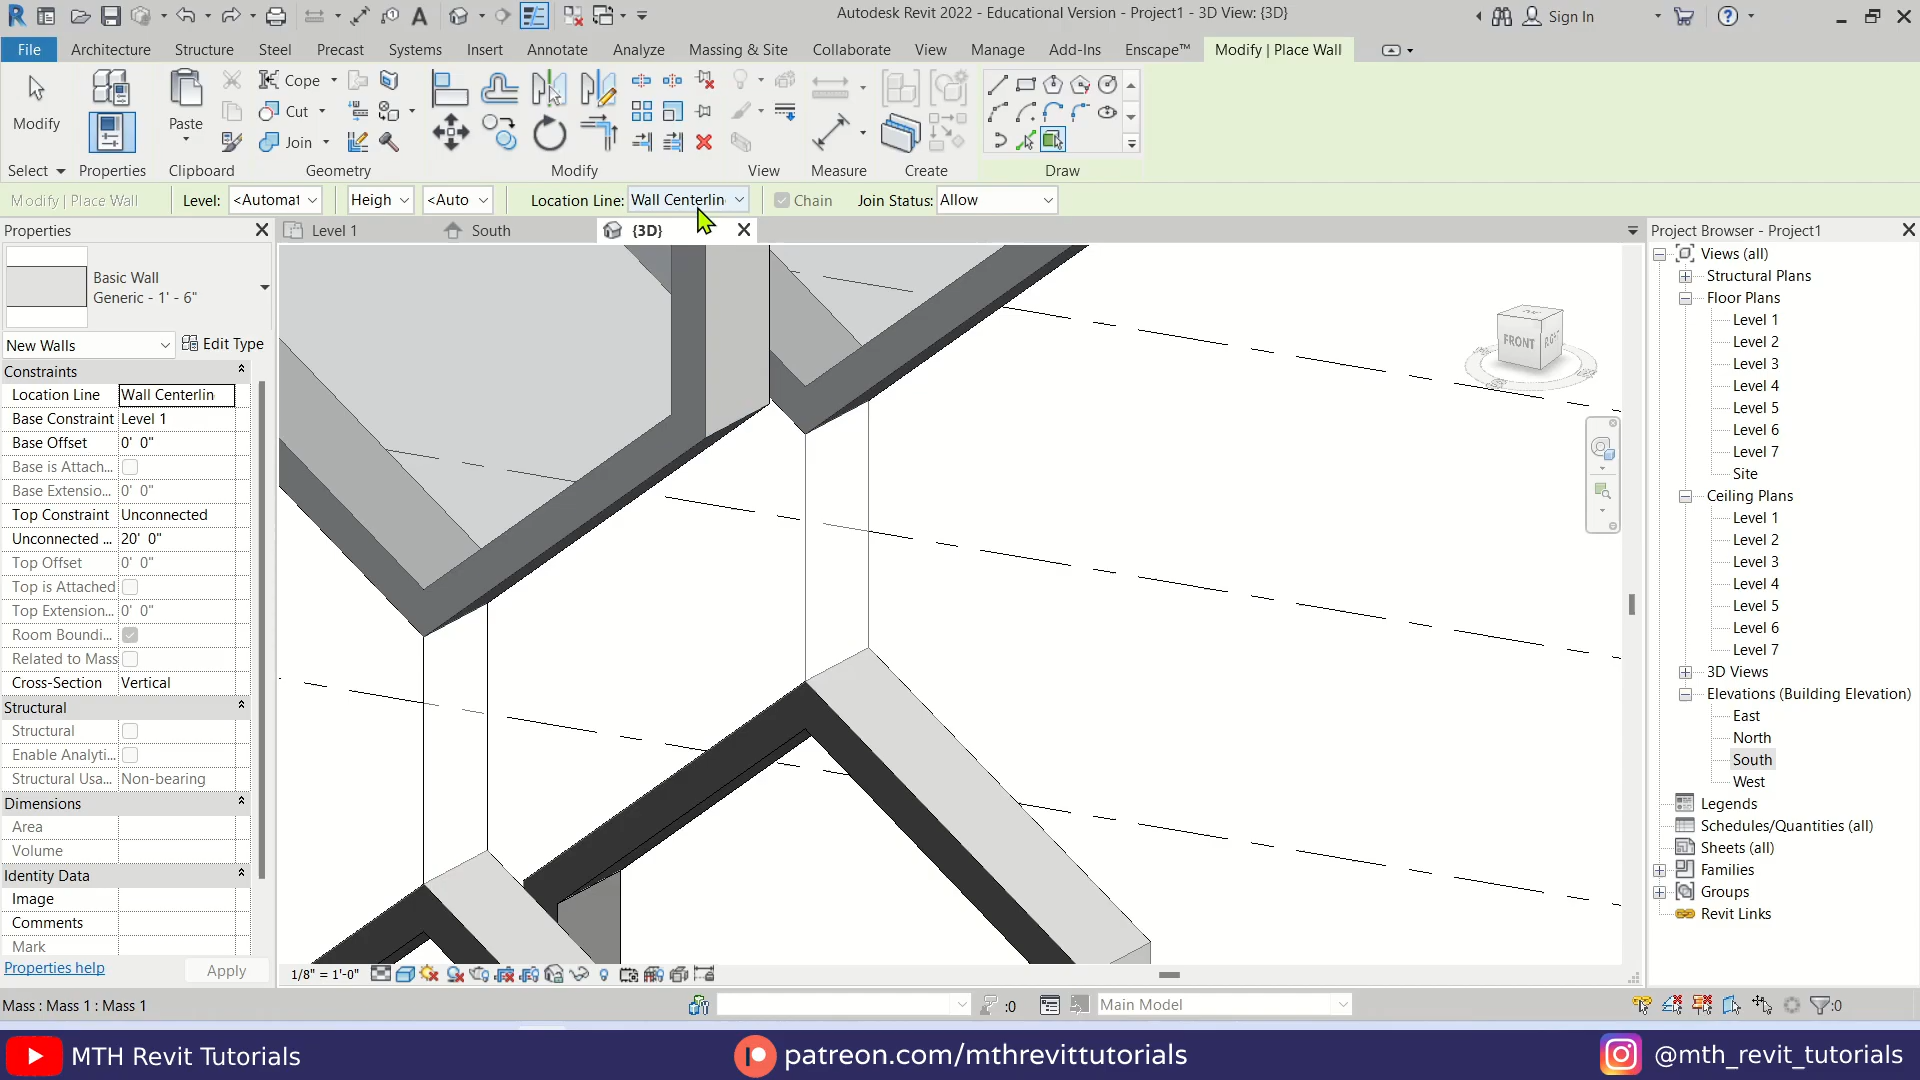 Autodesk Revit 2022 - Educational Version - Project1 - 3D View: {3D}
Sign In
File Architecture Structure Steel Precast Systems Insert Annotate Analyze Massing & Site Collaborate View Manage Add-Ins Enscape™ Modify | Place Wall
Modify
Paste
Cope
Cut
Join
Select Properties Clipboard Geometry Modify View Measure Create Draw
Modify | Place Wall
Level: <Automat
Heigh
<Auto
Location Line: Wall Centerlin
Chain
Join Status: Allow
Properties
Level 1
South
{3D}
Project Browser - Project1
Basic Wall
Generic - 1' - 6"
New Walls
Edit Type
Constraints
Location Line Wall Centerlin
Base Constraint Level 1
Base Offset 0' 0"
Base is Attach...
Base Extensio... 0' 0"
Top Constraint Unconnected
Unconnected ... 20' 0"
Top Offset 0' 0"
Top is Attached
Top Extension... 0' 0"
Room Boundi...
Related to Mass
Cross-Section Vertical
Structural
Structural
Enable Analyti...
Structural Usa... Non-bearing
Dimensions
Area
Volume
Identity Data
Image
Comments
Mark
Properties help
Apply
FRONT
Views (all)
Structural Plans
Floor Plans
Level 1
Level 2
Level 3
Level 4
Level 5
Level 6
Level 7
Site
Ceiling Plans
Level 1
Level 2
Level 3
Level 4
Level 5
Level 6
Level 7
3D Views
Elevations (Building Elevation)
East
North
South
West
Legends
Schedules/Quantities (all)
Sheets (all)
Families
Groups
Revit Links
1/8" = 1'-0"
Mass : Mass 1 : Mass 1
:0
Main Model
:0
MTH Revit Tutorials
patreon.com/mthrevittutorials
@mth_revit_tutorials